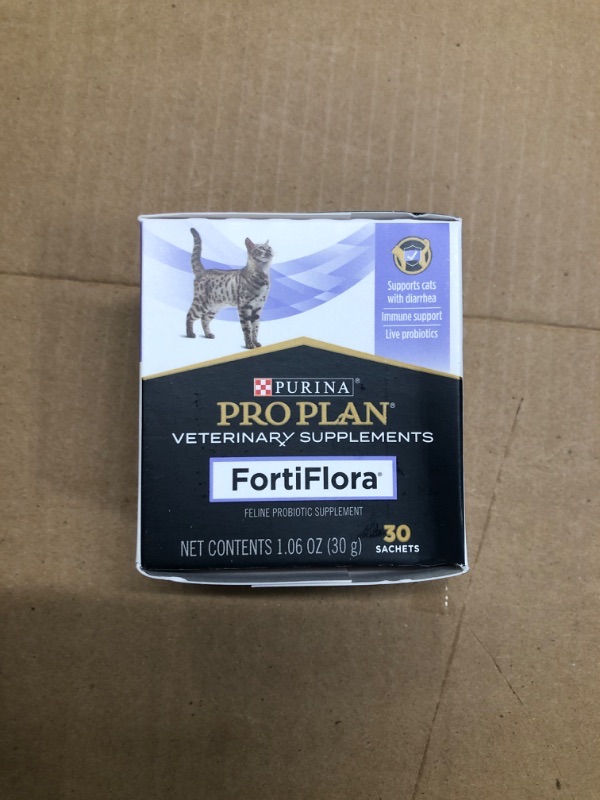 Supports cats
with diarrhea
Immune support
Live probiotics
PURINA®
PRO PLAN®
VETERINARY SUPPLEMENTS
FortiFlora®
FELINE PROBIOTIC SUPPLEMENT
NET CONTENTS 1.06 OZ (30 g)
30
SACHETS